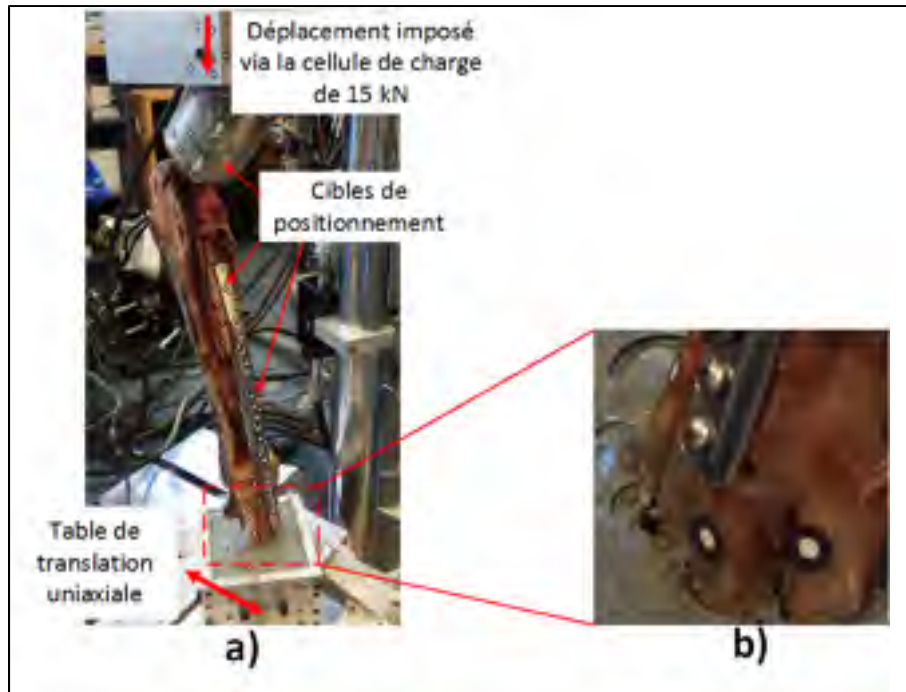 Déplacement imposé
via la cellule de charge
de 15 kN
Cibles de
positionnement
Table de
translation
uniaxiale
a)
b)